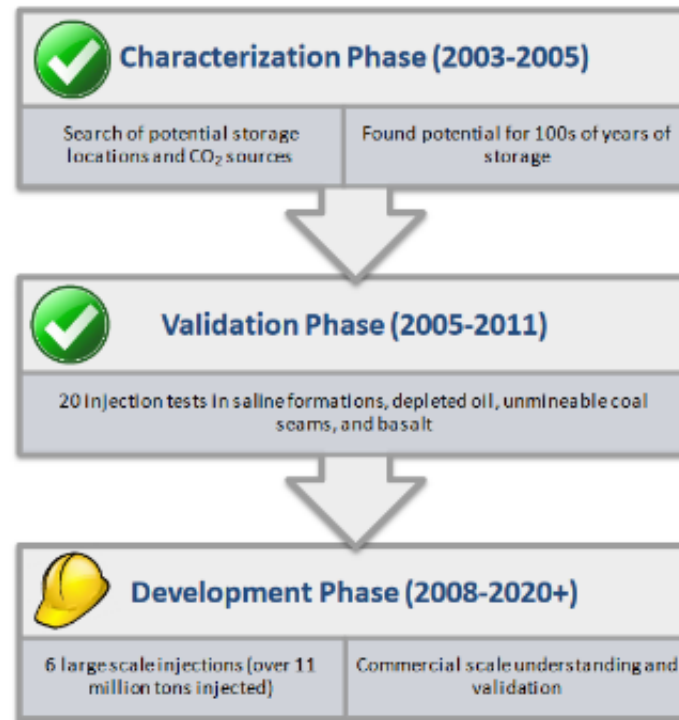 Characterization Phase (2003-2005)
Search of potential storage
locations and CO₂ sources
Found potential for 100s of years of
storage
Validation Phase (2005-2011)
20 injection tests in saline formations, depleted oil, unmineable coal
seams, and basalt
Development Phase (2008-2020+)
6 large scale injections (over 11
million tons injected)
Commercial scale understanding and
validation